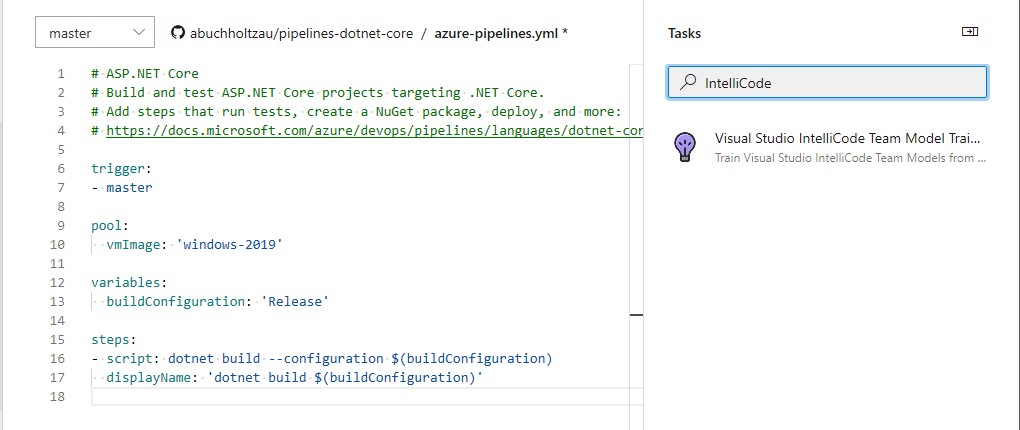 master
abuchholtzau/pipelines-dotnet-core / azure-pipelines.yml *
1 # ASP.NET Core
2 # Build and test ASP.NET Core projects targeting .NET Core.
3 # Add steps that run tests, create a NuGet package, deploy, and more:
4 # https://docs.microsoft.com/azure/devops/pipelines/languages/dotnet-cor
5
6 trigger:
7 - master
8
9 pool:
10   vmImage: 'windows-2019'
11
12 variables:
13   buildConfiguration: 'Release'
14
15 steps:
16 - script: dotnet build --configuration $(buildConfiguration)
17   displayName: 'dotnet build $(buildConfiguration)'
18
Tasks
IntelliCode
Visual Studio IntelliCode Team Model Trai...
Train Visual Studio IntelliCode Team Models from ...